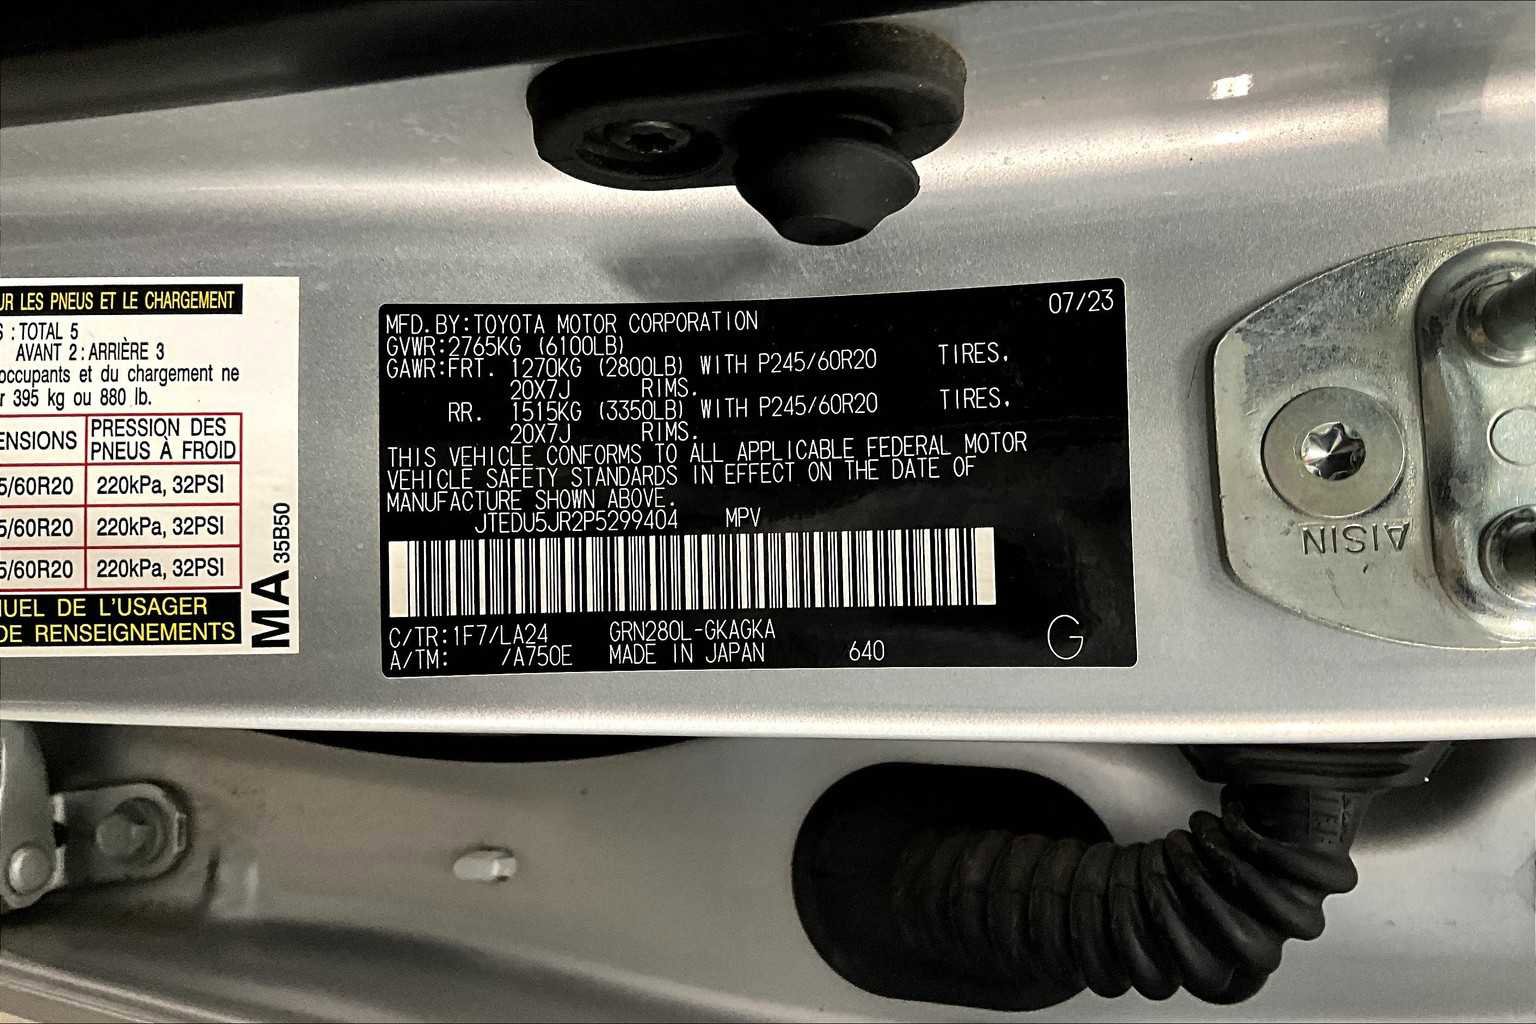 UR LES PNEUS ET LE CHARGEMENT
S : TOTAL 5
AVANT 2 : ARRIÈRE 3
occupants et du chargement ne
r 395 kg ou 880 lb.
ENSIONS PRESSION DES PNEUS À FROID
5/60R20 220kPa, 32PSI
5/60R20 220kPa, 32PSI
5/60R20 220kPa, 32PSI
NUEL DE L'USAGER
DE RENSEIGNEMENTS
MA 35B50
07/23
MFD.BY:TOYOTA MOTOR CORPORATION
GVWR:2765KG (6100LB)
GAWR:FRT. 1270KG (2800LB) WITH P245/60R20 TIRES.
20X7J RIMS.
RR. 1515KG (3350LB) WITH P245/60R20 TIRES.
20X7J RIMS.
THIS VEHICLE CONFORMS TO ALL APPLICABLE FEDERAL MOTOR
VEHICLE SAFETY STANDARDS IN EFFECT ON THE DATE OF
MANUFACTURE SHOWN ABOVE.
JTEDU5JR2P5299404 MPV
C/TR:1F7/LA24 GRN280L-GKAGKA
A/TM: /A750E MADE IN JAPAN 640
G
AISIN